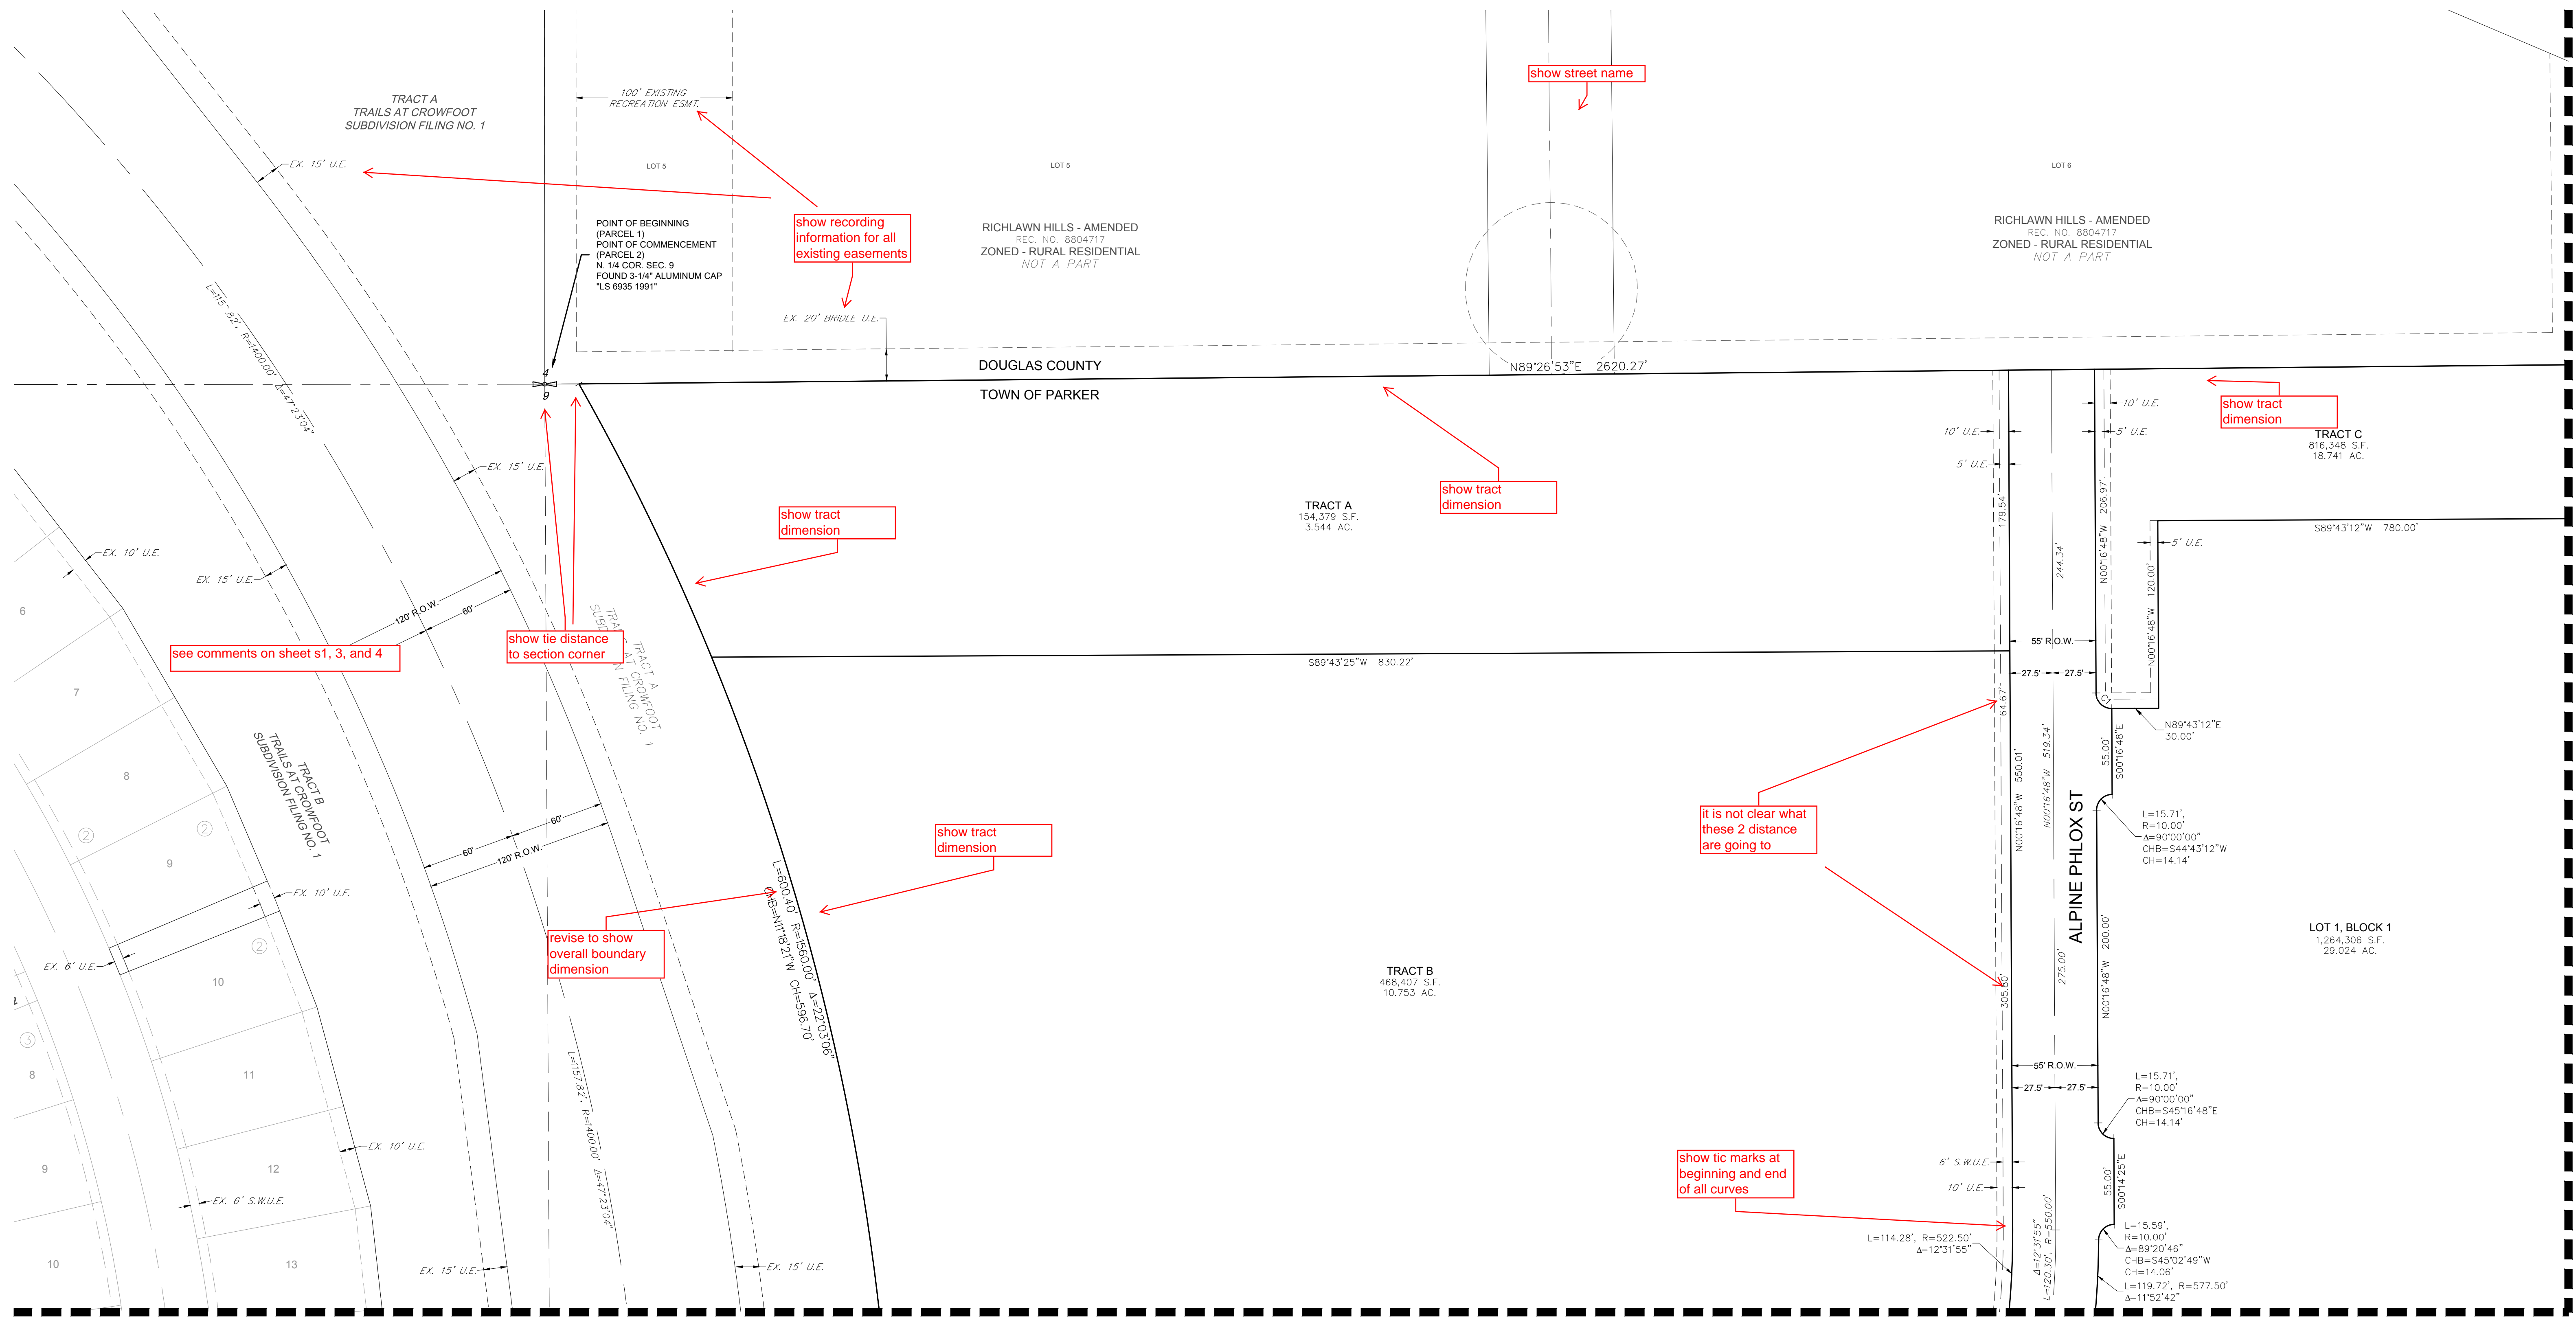 TRACT A
TRAILS AT CROWFOOT
SUBDIVISION FILING NO. 1
100' EXISTING
RECREATION ESMT.
show street name
EX. 15' U.E.
LOT 5
LOT 5
LOT 6
POINT OF BEGINNING
(PARCEL 1)
POINT OF COMMENCEMENT
(PARCEL 2)
N. 1/4 COR. SEC. 9
FOUND 3-1/4" ALUMINUM CAP
"LS 6935 1991"
show recording
information for all
existing easements
RICHLAWN HILLS - AMENDED
REC. NO. 8804717
ZONED - RURAL RESIDENTIAL
NOT A PART
RICHLAWN HILLS - AMENDED
REC. NO. 8804717
ZONED - RURAL RESIDENTIAL
NOT A PART
EX. 20' BRIDLE U.E.
L=1157.82', R=1400.00' Δ=47°23'04"
DOUGLAS COUNTY
N89°26'53"E 2620.27'
4
9
TOWN OF PARKER
show tract
dimension
10' U.E.
5' U.E.
10' U.E.
5' U.E.
TRACT C
816,348 S.F.
18.741 AC.
EX. 15' U.E.
show tract
dimension
show tract
dimension
TRACT A
154,379 S.F.
3.544 AC.
179.54'
244.34'
N00°16'48"W 206.97'
S89°43'12"W 780.00'
5' U.E.
N00°16'48"W 120.00'
EX. 10' U.E.
EX. 15' U.E.
6
120' R.O.W.
60'
see comments on sheet s1, 3, and 4
show tie distance
to section corner
TRACT A
TRAILS AT CROWFOOT
FILING NO. 1
S89°43'25"W 830.22'
55' R.O.W.
27.5'
27.5'
64.67'
C1
N89°43'12"E
30.00'
7
8
9
TRACT B
TRAILS AT CROWFOOT
SUBDIVISION FILING NO. 1
2
2
60'
60'
120' R.O.W.
show tract
dimension
it is not clear what
these 2 distance
are going to
N00°16'48"W 550.01'
N00°16'48"W 519.34'
55.00'
S00°16'48"E
ALPINE PHLOX ST
L=15.71',
R=10.00'
Δ=90°00'00"
CHB=S44°43'12"W
CH=14.14'
L=600.40' R=1560.00' Δ=22°03'06"
CHB=N11°18'21"W CH=596.70'
revise to show
overall boundary
dimension
EX. 10' U.E.
EX. 6' U.E.
2
10
TRACT B
468,407 S.F.
10.753 AC.
305.80'
275.00'
N00°16'48"W 200.00'
LOT 1, BLOCK 1
1,264,306 S.F.
29.024 AC.
2
3
8
11
L=1157.82', R=1400.00' Δ=47°23'04"
55' R.O.W.
27.5'
27.5'
L=15.71',
R=10.00'
Δ=90°00'00"
CHB=S45°16'48"E
CH=14.14'
EX. 10' U.E.
9
12
EX. 6' S.W.U.E.
show tic marks at
beginning and end
of all curves
6' S.W.U.E.
10' U.E.
55.00'
S00°14'25"E
L=114.28', R=522.50'
Δ=12°31'55"
Δ=12°31'55"
L=120.30', R=550.00'
L=15.59',
R=10.00'
Δ=89°20'46"
CHB=S45°02'49"W
CH=14.06'
L=119.72', R=577.50'
Δ=11°52'42"
10
13
EX. 15' U.E.
EX. 15' U.E.